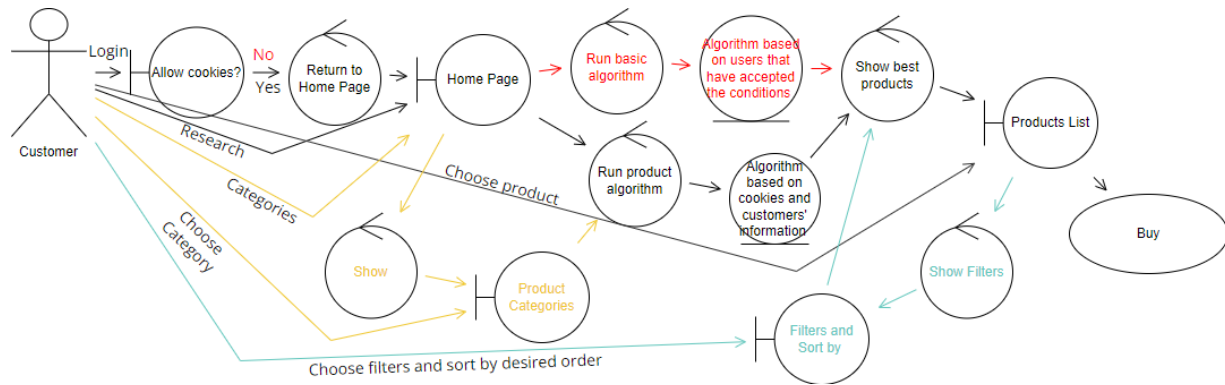 Login
Allow cookies?
No
Yes
Return to
Home Page
Home Page
Run basic
algorithm
Algorithm based
on users that
have accepted
the conditions
Show best
products
Products List
Customer
Research
Categories
Choose product
Choose
Category
Run product
algorithm
Algorithm
based on
cookies and
customers'
information
Buy
Show
Product
Categories
Show Filters
Filters and
Sort by
Choose filters and sort by desired order